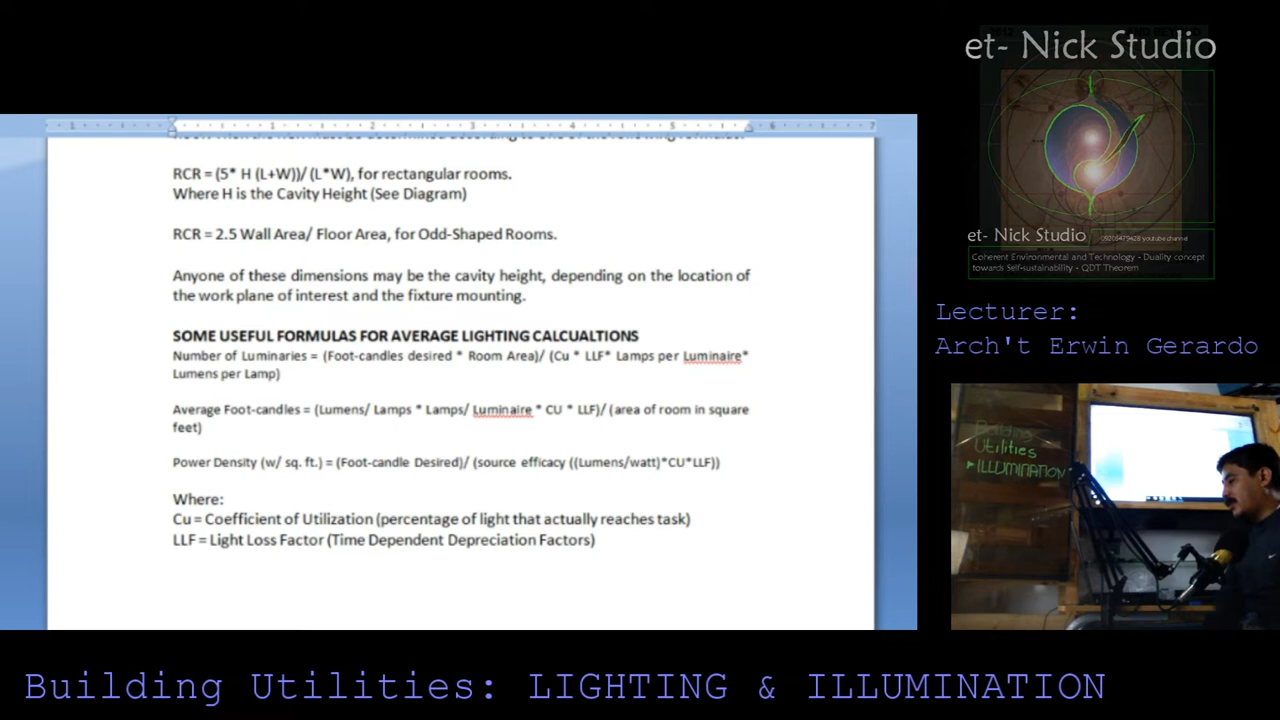 RCR = (5* H (L+W))/ (L*W), for rectangular rooms.
Where H is the Cavity Height (See Diagram)
RCR = 2.5 Wall Area/ Floor Area, for Odd-Shaped Rooms.
Anyone of these dimensions may be the cavity height, depending on the location of
the work plane of interest and the fixture mounting.
SOME USEFUL FORMULAS FOR AVERAGE LIGHTING CALCUALTIONS
Number of Luminaries = (Foot-candles desired * Room Area)/ (Cu * LLF* Lamps per Luminaire*
Lumens per Lamp)
Average Foot-candles = (Lumens/ Lamps * Lamps/ Luminaire * CU * LLF)/ (area of room in square
feet)
Power Density (w/ sq. ft.) = (Foot-candle Desired)/ (source efficacy ((Lumens/watt)*CU*LLF))
Where:
Cu = Coefficient of Utilization (percentage of light that actually reaches task)
LLF = Light Loss Factor (Time Dependent Depreciation Factors)
et- Nick Studio
et- Nick Studio
youtube channel
Coherent Environmental and Technology - Duality concept
towards Self-sustainability - QDT Theorem
Lecturer:
Arch't Erwin Gerardo
Building
Utilities
ILLUMINATION
Building Utilities: LIGHTING & ILLUMINATION